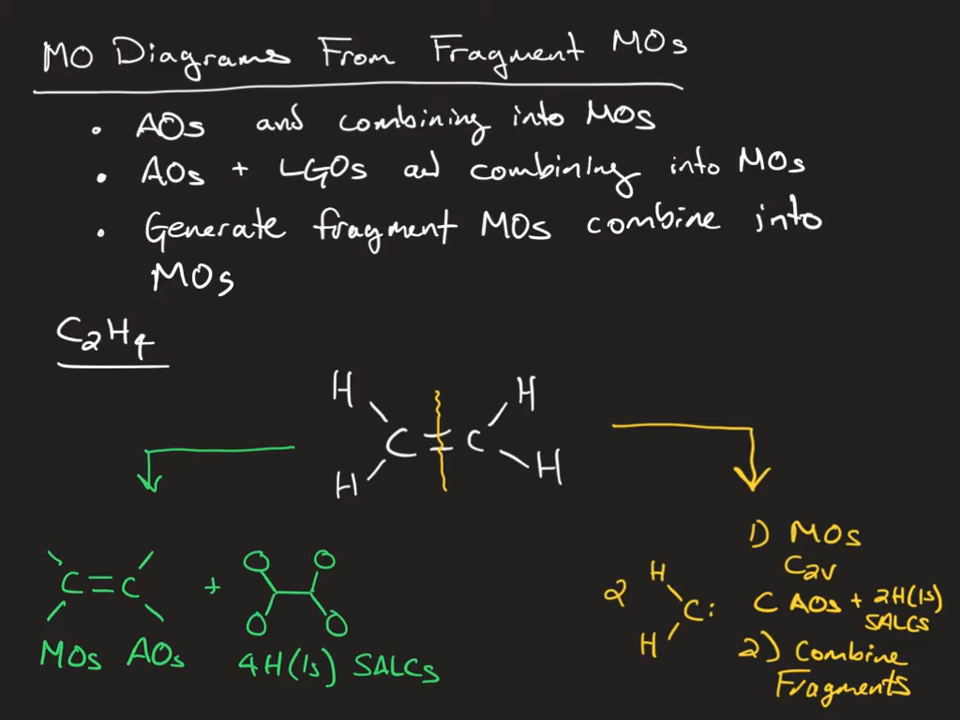 MO Diagrams From Fragment MOs
• AOs and combining into MOs
• AOs + LGOs ad combining into MOs
• Generate fragment MOs combine into
MOs
C₂H₄
H H
C = C
H H
C = C +
MOs AOs
4H(1s) SALCs
2 H
C:
H
1) MOs
C2v
C AOs + 2H(1s)
SALCs
2) Combine
Fragments